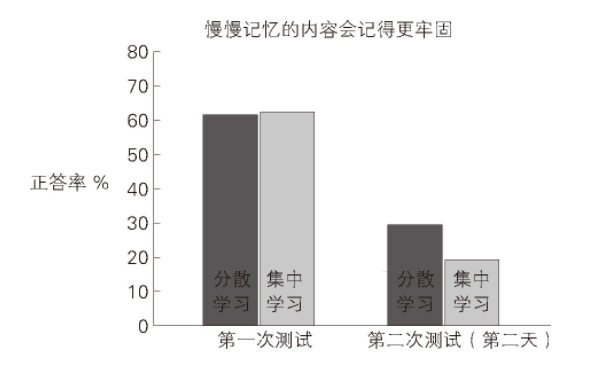 慢慢记忆的内容会记得更牢固
80
70
60
50
40
30
20
10
0
正答率 %
分散
学习
集中
学习
分散
学习
集中
学习
第一次测试
第二次测试（第二天）